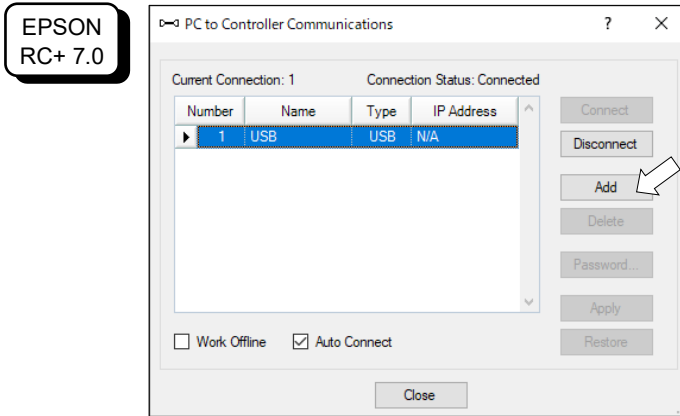 EPSON
RC+ 7.0
PC to Controller Communications
?
Current Connection: 1
Connection Status: Connected
Number Name Type IP Address
1 USB USB N/A
Connect
Disconnect
Add
Delete
Password...
Apply
Restore
Work Offline
Auto Connect
Close